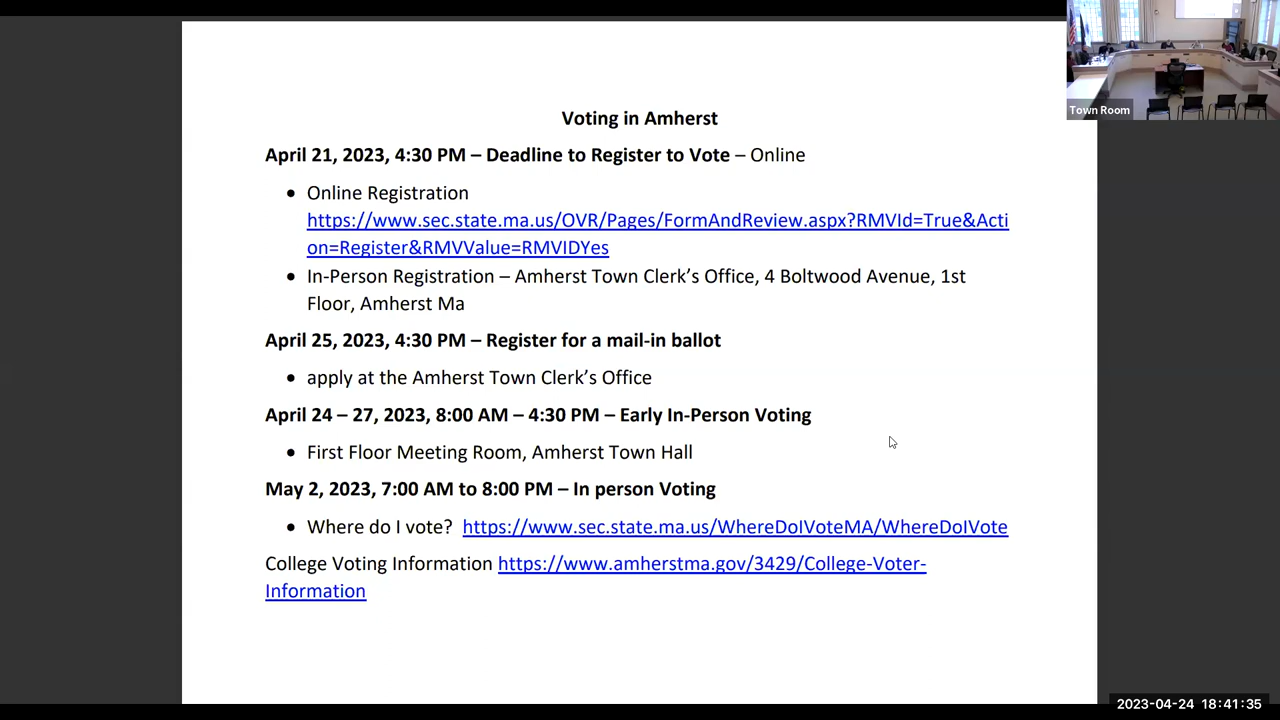 Voting in Amherst
April 21, 2023, 4:30 PM – Deadline to Register to Vote – Online
• Online Registration
https://www.sec.state.ma.us/OVR/Pages/FormAndReview.aspx?RMVId=True&Acti
on=Register&RMVValue=RMVIDYes
• In-Person Registration – Amherst Town Clerk’s Office, 4 Boltwood Avenue, 1st
Floor, Amherst Ma
April 25, 2023, 4:30 PM – Register for a mail-in ballot
• apply at the Amherst Town Clerk’s Office
April 24 – 27, 2023, 8:00 AM – 4:30 PM – Early In-Person Voting
• First Floor Meeting Room, Amherst Town Hall
May 2, 2023, 7:00 AM to 8:00 PM – In person Voting
• Where do I vote?  https://www.sec.state.ma.us/WhereDoIVoteMA/WhereDoIVote
College Voting Information https://www.amherstma.gov/3429/College-Voter-
Information
Town Room
2023-04-24 18:41:35